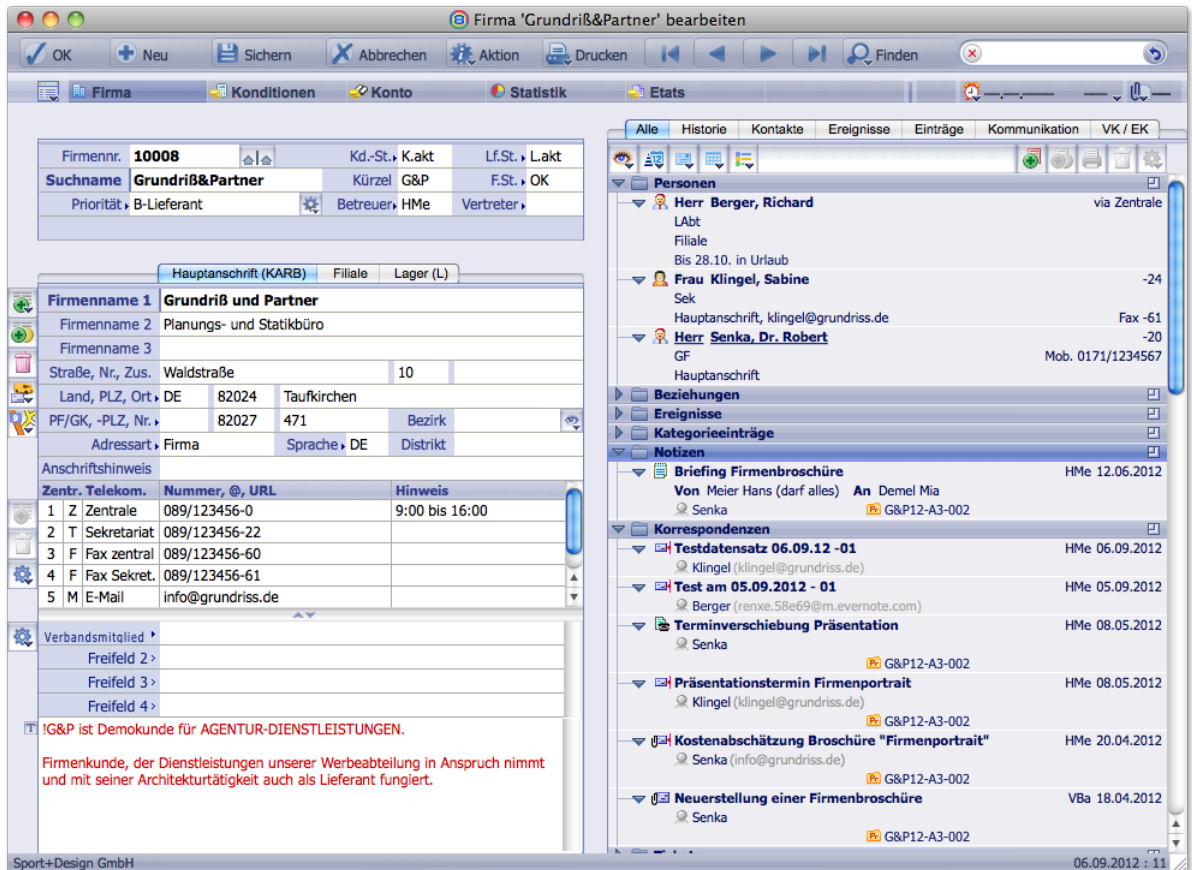 Firma 'Grundriß&Partner' bearbeiten
OK Neu Sichern Abbrechen Aktion Drucken Finden
Firma Konditionen Konto Statistik Etats
Firmennr. 10008 Kd.-St. K.akt Lf.St. L.akt
Suchname Grundriß&Partner Kürzel G&P F.St. OK
Priorität B-Lieferant Betreuer HMe Vertreter
Hauptanschrift (KARB) Filiale Lager (L)
Firmenname 1 Grundriß und Partner
Firmenname 2 Planungs- und Statikbüro
Firmenname 3
Straße, Nr., Zus. Waldstraße 10
Land, PLZ, Ort DE 82024 Taufkirchen
PF/GK, -PLZ, Nr. 82027 471 Bezirk
Adressart Firma Sprache DE Distrikt
Anschriftshinweis
Zentr. Telekom. Nummer, @, URL Hinweis
1 Z Zentrale 089/123456-0 9:00 bis 16:00
2 T Sekretariat 089/123456-22
3 F Fax zentral 089/123456-60
4 F Fax Sekret. 089/123456-61
5 M E-Mail info@grundriss.de
Verbandsmitglied
Freifeld 2
Freifeld 3
Freifeld 4
T !G&P ist Demokunde für AGENTUR-DIENSTLEISTUNGEN.
Firmenkunde, der Dienstleistungen unserer Werbeabteilung in Anspruch nimmt
und mit seiner Architekturtätigkeit auch als Lieferant fungiert.
Alle Historie Kontakte Ereignisse Einträge Kommunikation VK / EK
Personen
Herr Berger, Richard via Zentrale
LAbt
Filiale
Bis 28.10. in Urlaub
Frau Klingel, Sabine -24
Sek
Hauptanschrift, klingel@grundriss.de Fax -61
Herr Senka, Dr. Robert -20
GF Mob. 0171/1234567
Hauptanschrift
Beziehungen
Ereignisse
Kategorieeinträge
Notizen
Briefing Firmenbroschüre HMe 12.06.2012
Von Meier Hans (darf alles) An Demel Mia
Senka Pr G&P12-A3-002
Korrespondenzen
Testdatensatz 06.09.12 -01 HMe 06.09.2012
Klingel (klingel@grundriss.de)
Test am 05.09.2012 - 01 HMe 05.09.2012
Berger (renxe.58e69@m.evernote.com)
Terminverschiebung Präsentation HMe 08.05.2012
Senka
Pr G&P12-A3-002
Präsentationstermin Firmenportrait HMe 08.05.2012
Klingel (klingel@grundriss.de)
Pr G&P12-A3-002
Kostenabschätzung Broschüre "Firmenportrait" HMe 20.04.2012
Senka (info@grundriss.de)
Pr G&P12-A3-002
Neuerstellung einer Firmenbroschüre VBa 18.04.2012
Senka
Pr G&P12-A3-002
Sport+Design GmbH 06.09.2012 : 11